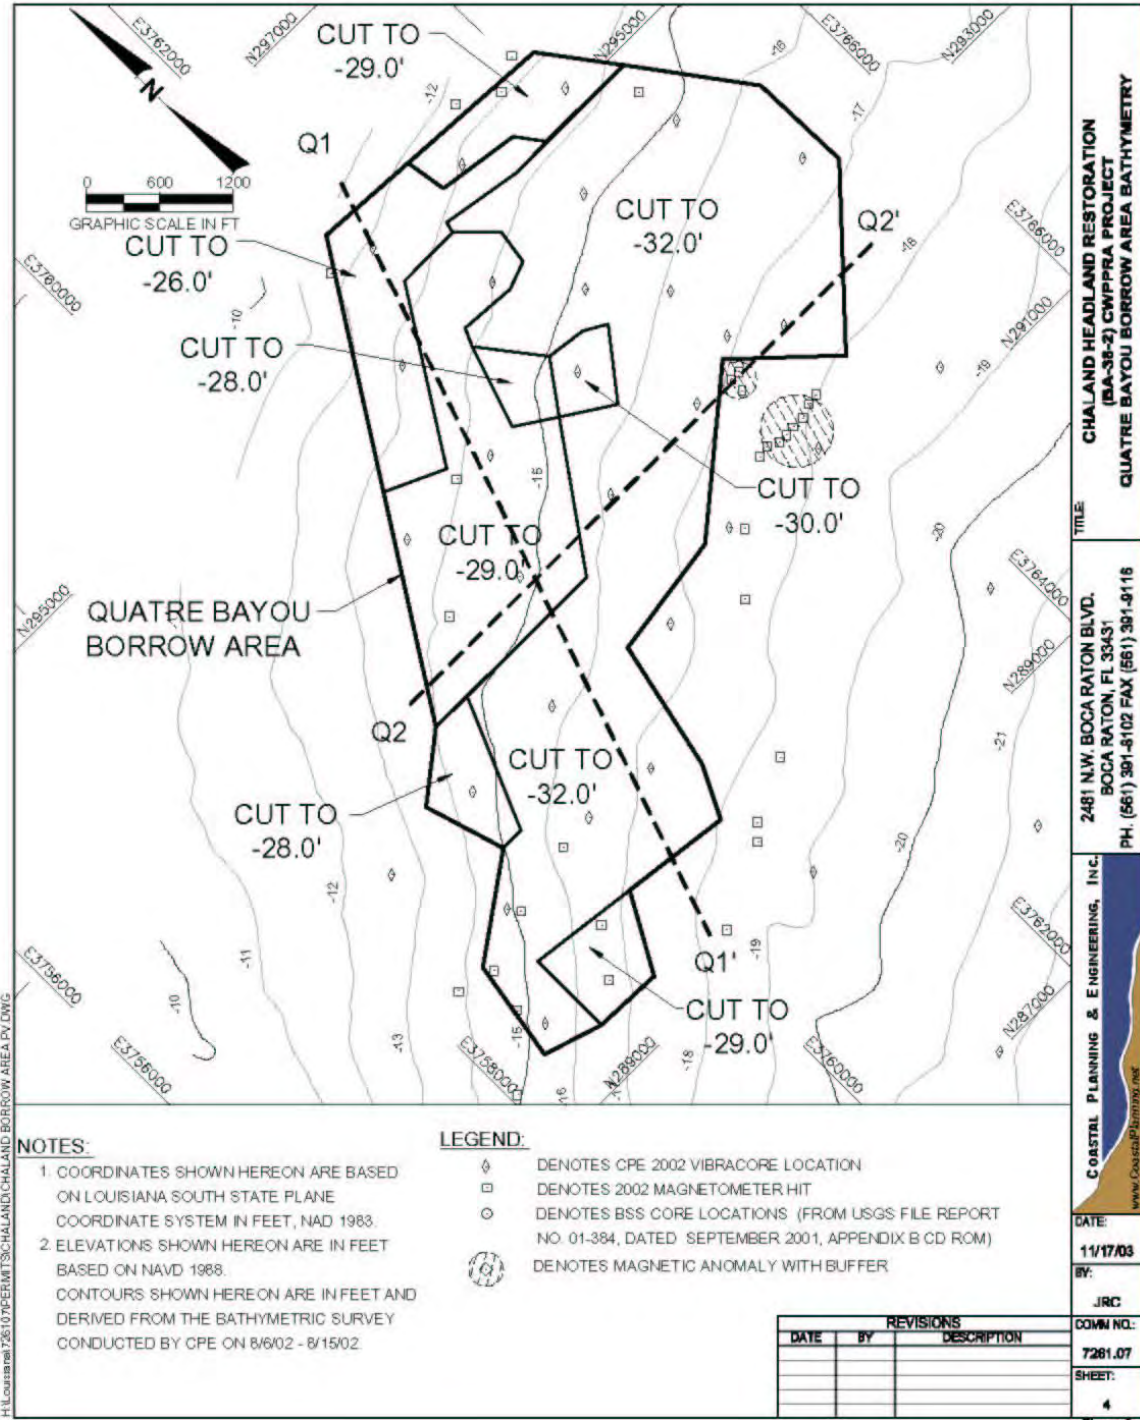 E3762000
N297000
CUT TO
-29.0'
N295000
E3766000
N293000
-16
-12
-17
N
Q1
0 600 1200
GRAPHIC SCALE IN FT
CUT TO
-32.0'
Q2'
E3766000
-18
CUT TO
-26.0'
E3760000
-10
N291000
CUT TO
-28.0'
-19
-15
CUT TO
-30.0'
CUT TO
-29.0'
-20
E3764000
N295000
QUATRE BAYOU
BORROW AREA
N289000
Q2
-21
CUT TO
-32.0'
CUT TO
-28.0'
-20
-12
E3762000
-11
Q1'
-19
E3756000
-10
N287000
CUT TO
-29.0'
-13
-15
E3756000
E3758000
N289000
-18
E3760000
-16
NOTES:
1. COORDINATES SHOWN HEREON ARE BASED
ON LOUISIANA SOUTH STATE PLANE
COORDINATE SYSTEM IN FEET, NAD 1983.
2. ELEVATIONS SHOWN HEREON ARE IN FEET
BASED ON NAVD 1988.
CONTOURS SHOWN HEREON ARE IN FEET AND
DERIVED FROM THE BATHYMETRIC SURVEY
CONDUCTED BY CPE ON 8/6/02 - 8/15/02
LEGEND:
DENOTES CPE 2002 VIBRACORE LOCATION
DENOTES 2002 MAGNETOMETER HIT
DENOTES BSS CORE LOCATIONS (FROM USGS FILE REPORT
NO. 01-384, DATED SEPTEMBER 2001, APPENDIX B CD ROM)
DENOTES MAGNETIC ANOMALY WITH BUFFER
REVISIONS
DATE BY DESCRIPTION
TITLE:
CHALAND HEADLAND RESTORATION
(BA-38-2) CWPPRA PROJECT
QUATRE BAYOU BORROW AREA BATHYMETRY
2481 N.W. BOCA RATON BLVD.
BOCA RATON, FL 33431
PH. (561) 391-8102 FAX (561) 391-9116
COASTAL PLANNING & ENGINEERING, INC.
www.CoastalPlanning.net
DATE:
11/17/03
BY:
JRC
COMM NO.:
7261.07
SHEET:
4